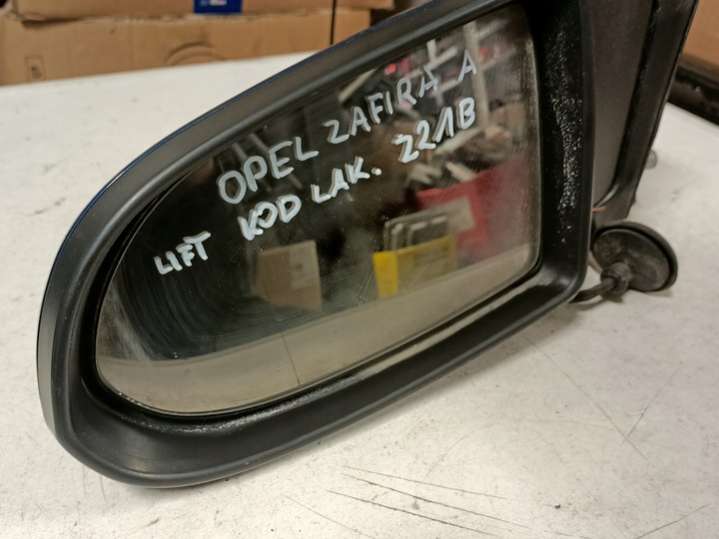 OPEL ZAFIRA A
LIFT KOD LAK. Z21B